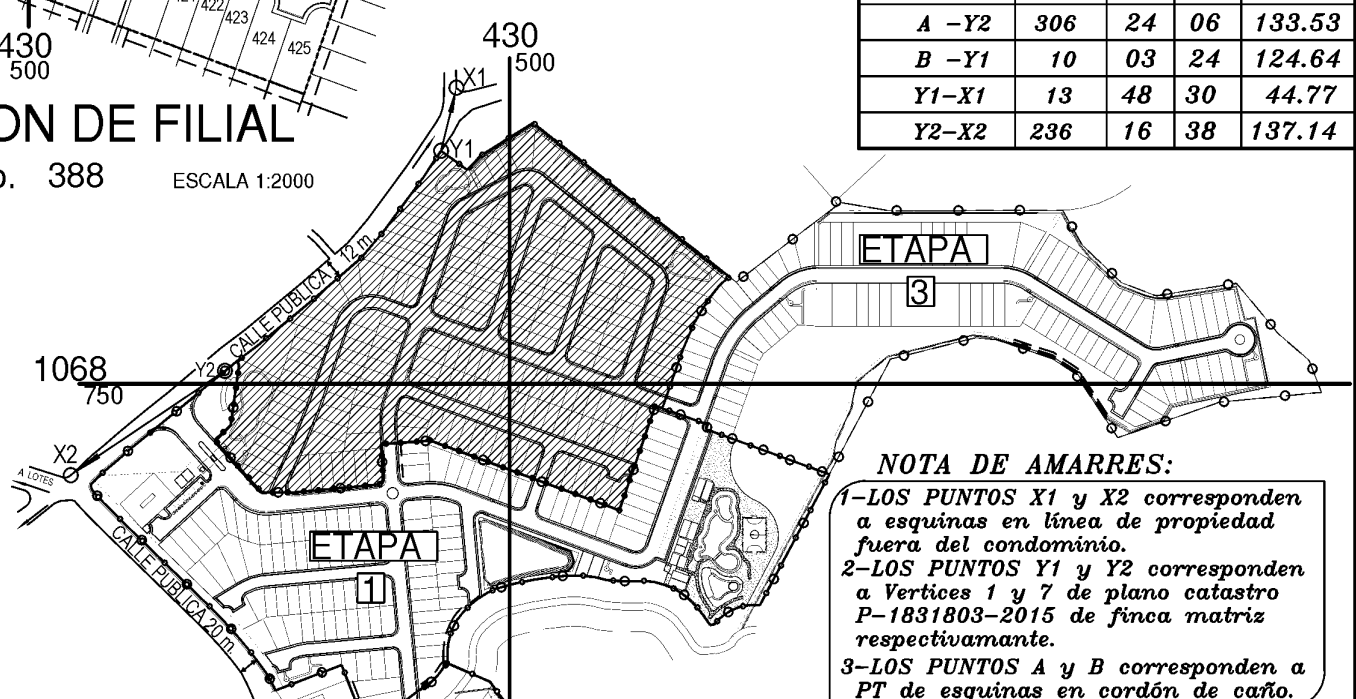 422
423
424
425
430
500
ON DE FILIAL
o. 388
ESCALA 1:2000
430
500
X1
Y1
A -Y2 306 24 06 133.53
B -Y1 10 03 24 124.64
Y1-X1 13 48 30 44.77
Y2-X2 236 16 38 137.14
CALLE PUBLICA 12 m.
ETAPA
3
1068
750
Y2
X2
A LOTES
CALLE PUBLICA 20 m.
ETAPA
1
NOTA DE AMARRES:
1-LOS PUNTOS X1 y X2 corresponden
a esquinas en línea de propiedad
fuera del condominio.
2-LOS PUNTOS Y1 y Y2 corresponden
a Vertices 1 y 7 de plano catastro
P-1831803-2015 de finca matriz
respectivamante.
3-LOS PUNTOS A y B corresponden a
PT de esquinas en cordón de caño.